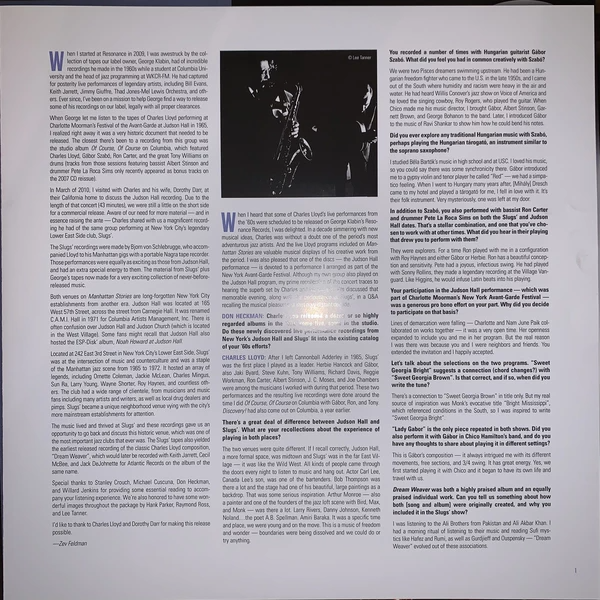 When I started at Resonance in 2009, I was awestruck by the col-
lection of tapes our label owner, George Klabin, had of incredible
recordings he made in the 1960s while a student at Columbia Uni-
versity and the head of jazz programming at WKCR-FM. He had captured
for posterity live performances of legendary artists, including Bill Evans,
Keith Jarrett, Jimmy Giuffre, Thad Jones-Mel Lewis Orchestra, and oth-
ers. Ever since, I've been on a mission to help George find a way to release
some of his recordings on our label, legally with all proper clearances.
When George let me listen to the tapes of Charles Lloyd performing at
Charlotte Moorman's Festival of the Avant-Garde at Judson Hall in 1965,
I realized right away it was a very historic document that needed to be
released. The closest there's been to a recording from this group was
the studio album Of Course, Of Course on Columbia, which featured
Charles Lloyd, Gábor Szabó, Ron Carter, and the great Tony Williams on
drums (tracks from those sessions featuring bassist Albert Stinson and
drummer Pete La Roca Sims only recently appeared as bonus tracks on
the 2007 CD reissue).
In March of 2010, I visited with Charles and his wife, Dorothy Darr, at
their California home to discuss the Judson Hall recording. Due to the
length of that concert (43 minutes), we were still a little on the short side
for a commercial release. Aware of our need for more material — and in
essence raising the ante — Charles shared with us a magnificent record-
ing he had of the same group performing at New York City's legendary
Lower East Side club, Slugs'.
The Slugs' recordings were made by Bjorn von Schlebrugge, who accom-
panied Lloyd to his Manhattan gigs with a portable Nagra tape recorder.
Those performances were equally as exciting as those from Judson Hall,
and had an extra special energy to them. The material from Slugs' plus
George's tapes now made for a very exciting collection of never-before-
released music.
Both venues on Manhattan Stories are long-forgotten New York City
establishments from another era. Judson Hall was located at 165
West 57th Street, across the street from Carnegie Hall. It was renamed
C.A.M.I. Hall in 1971 for Columbia Artists Management, Inc. There is
often confusion over Judson Hall and Judson Church (which is located
in the West Village). Some fans might recall that Judson Hall also
hosted the ESP-Disk' album, Noah Howard at Judson Hall.
Located at 242 East 3rd Street in New York City's Lower East Side, Slugs'
was at the intersection of music and counterculture and was a staple
of the Manhattan jazz scene from 1965 to 1972. It hosted an array of
legends, including Ornette Coleman, Jackie McLean, Charles Mingus,
Sun Ra, Larry Young, Wayne Shorter, Roy Haynes, and countless oth-
ers. The club had a wide range of clientele, from musicians and music
fans including many artists and writers, as well as local drug dealers and
pimps. Slugs' became a unique neighborhood venue vying with the city's
more mainstream establishments for attention.
The music lived and thrived at Slugs' and these recordings gave us an
opportunity to go back and discuss this historic venue, which was one of
the most important jazz clubs that ever was. The Slugs' tapes also yielded
the earliest released recording of the classic Charles Lloyd composition,
"Dream Weaver", which would later be recorded with Keith Jarrett, Cecil
McBee, and Jack DeJohnette for Atlantic Records on the album of the
same name.
Special thanks to Stanley Crouch, Michael Cuscuna, Don Heckman,
and Willard Jenkins for providing some essential reading to accom-
pany your listening experience. We're also honored to have some won-
derful images throughout the package by Hank Parker, Raymond Ross,
and Lee Tanner.
I'd like to thank Charles Lloyd and Dorothy Darr for making this release
possible.
—Zev Feldman
© Lee Tanner
When I heard that some of Charles Lloyd's live performances from
the '60s were scheduled to be released on George Klabin's Reso-
nance Records, I was delighted. In a decade simmering with new
musical ideas, Charles was without a doubt one of the period's most
adventurous jazz artists. And the live Lloyd programs included on Man-
hattan Stories are valuable musical displays of his creative work from
the period. I was also pleased that one of the discs — the Judson Hall
performance — is devoted to a performance I arranged as part of the
New York Avant-Garde Festival. Although my own group also played on
the Judson Hall program, my prime of the concert traces to
hearing the superb set by Charles
memorable evening, along in a Q&A
recalling the musical pleasures
DON HECKMAN: Charles so highly
regarded albums in the in the studio.
Do these newly discovered live performance recordings from
New York's Judson Hall and Slugs' fit into the existing catalog
of your '60s efforts?
CHARLES LLOYD: After I left Cannonball Adderley in 1965, Slugs'
was the first place I played as a leader. Herbie Hancock and Gábor,
also Jaki Byard, Steve Kuhn, Tony Williams, Richard Davis, Reggie
Workman, Ron Carter, Albert Stinson, J. C. Moses, and Joe Chambers
were among the musicians I worked with during that period. These two
performances and the resulting live recordings were done around the
time I did Of Course, Of Course on Columbia with Gábor, Ron, and Tony.
Discovery! had also come out on Columbia, a year earlier.
There's a great deal of difference between Judson Hall and
Slugs'. What are your recollections about the experience of
playing in both places?
The two venues were quite different. If I recall correctly, Judson Hall,
a more formal space, was midtown and Slugs' was in the far East Vil-
lage — it was like the Wild West. All kinds of people came through
the doors every night to listen to music and hang out. Actor Carl Lee,
Canada Lee's son, was one of the bartenders. Bob Thompson was
there a lot and the stage had one of his beautiful, large paintings as a
backdrop. That was some serious inspiration. Arthur Monroe — also
a painter and one of the founders of the jazz loft scene with Bird, Max,
and Monk — was there a lot. Larry Rivers, Danny Johnson, Kenneth
Noland... the poet A.B. Spellman, Amiri Baraka. It was a specific time
and place, we were young and on the move. This is a music of freedom
and wonder — boundaries were being dissolved and we could do or
try anything.
You recorded a number of times with Hungarian guitarist Gábor
Szabó. What did you feel you had in common creatively with Szabó?
We were two Pisces dreamers swimming upstream. He had been a Hun-
garian freedom fighter who came to the U.S. in the late 1950s, and I came
out of the South where humility and racism were heavy in the air and
water. He had heard Willis Conover's jazz show on Voice of America and
he loved the singing cowboy, Roy Rogers, who played the guitar. When
Chico made me his music director, I brought Gábor, Albert Stinson, Gar-
nett Brown, and George Bohanon to the band. Later, I introduced Gábor
to the music of Ravi Shankar to show him how he could bend his notes.
Did you ever explore any traditional Hungarian music with Szabó,
perhaps playing the Hungarian tárogató, an instrument similar to
the soprano saxophone?
I studied Béla Bartók's music in high school and at USC. I loved his music,
so you could say there was some synchronicity there. Gábor introduced
me to a gypsy violin and tenor player called "Red" — we had a simpa-
tico feeling. When I went to Hungary many years after, [Mihály] Dresch
came to my hotel and played a tárogató for me, I fell in love with it. It's
their folk instrument. Very mysterious, one was left at my door.
In addition to Szabó, you also performed with bassist Ron Carter
and drummer Pete La Roca Sims on both the Slugs' and Judson
Hall dates. That's a stellar combination, and one that you've cho-
sen to work with at other times. What did you hear in their playing
that drew you to perform with them?
They were explorers. For a time Ron played with me in a configuration
with Roy Haynes and either Gábor or Herbie. Ron has a beautiful concep-
tion and sensitivity. Pete had a joyous, infectious swing. He had played
with Sonny Rollins, they made a legendary recording at the Village Van-
guard. Like Higgins, he would infuse Latin beats into his playing.
Your participation in the Judson Hall performance — which was
part of Charlotte Moorman's New York Avant-Garde Festival —
was a generous pro bono effort on your part. Why did you decide
to participate on that basis?
Lines of demarcation were falling — Charlotte and Nam June Paik col-
laborated on works together — it was a very open time. Her openness
expanded to include you and me in her program. But the real reason
I was there was because you and I were neighbors and friends. You
extended the invitation and I happily accepted.
Let's talk about the selections on the two programs. "Sweet
Georgia Bright" suggests a connection (chord changes?) with
"Sweet Georgia Brown". Is that correct, and if so, when did you
write the tune?
There's a connection to "Sweet Georgia Brown" in title only. But my real
source of inspiration was Monk's evocative title "Bright Mississippi",
which referenced conditions in the South, so I was inspired to write
"Sweet Georgia Bright".
"Lady Gabor" is the only piece repeated in both shows. Did you
also perform it with Gábor in Chico Hamilton's band, and do you
have any thoughts to share about playing it in different settings?
This is Gábor's composition — it always intrigued me with its different
movements, free sections, and 3/4 swing. It has great energy. Yes, we
first started playing it with Chico and it began to have its own life and
travel with us.
Dream Weaver was both a highly praised album and an equally
praised individual work. Can you tell us something about how
both [song and album] were originally created, and why you
included it in the Slugs' show?
I was listening to the Ali Brothers from Pakistan and Ali Akbar Khan. I
had a morning ritual of listening to their music and reading Sufi mys-
tics like Hafez and Rumi, as well as Gurdjieff and Ouspensky — "Dream
Weaver" evolved out of these associations.